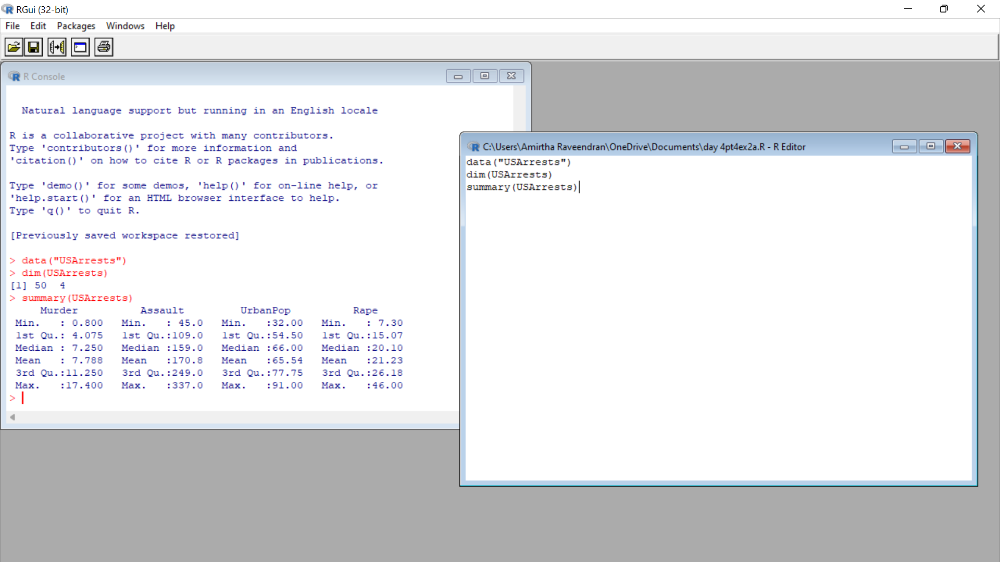 RGui (32-bit)
File Edit Packages Windows Help
R Console
Natural language support but running in an English locale
R is a collaborative project with many contributors.
Type 'contributors()' for more information and
'citation()' on how to cite R or R packages in publications.
Type 'demo()' for some demos, 'help()' for on-line help, or
'help.start()' for an HTML browser interface to help.
Type 'q()' to quit R.
[Previously saved workspace restored]
> data("USArrests")
> dim(USArrests)
[1] 50  4
> summary(USArrests)
     Murder          Assault         UrbanPop          Rape
 Min.   : 0.800   Min.   : 45.0   Min.   :32.00   Min.   : 7.30
 1st Qu.: 4.075   1st Qu.:109.0   1st Qu.:54.50   1st Qu.:15.07
 Median : 7.250   Median :159.0   Median :66.00   Median :20.10
 Mean   : 7.788   Mean   :170.8   Mean   :65.54   Mean   :21.23
 3rd Qu.:11.250   3rd Qu.:249.0   3rd Qu.:77.75   3rd Qu.:26.18
 Max.   :17.400   Max.   :337.0   Max.   :91.00   Max.   :46.00
>
C:\Users\Amirtha Raveendran\OneDrive\Documents\day 4pt4ex2a.R - R Editor
data("USArrests")
dim(USArrests)
summary(USArrests)